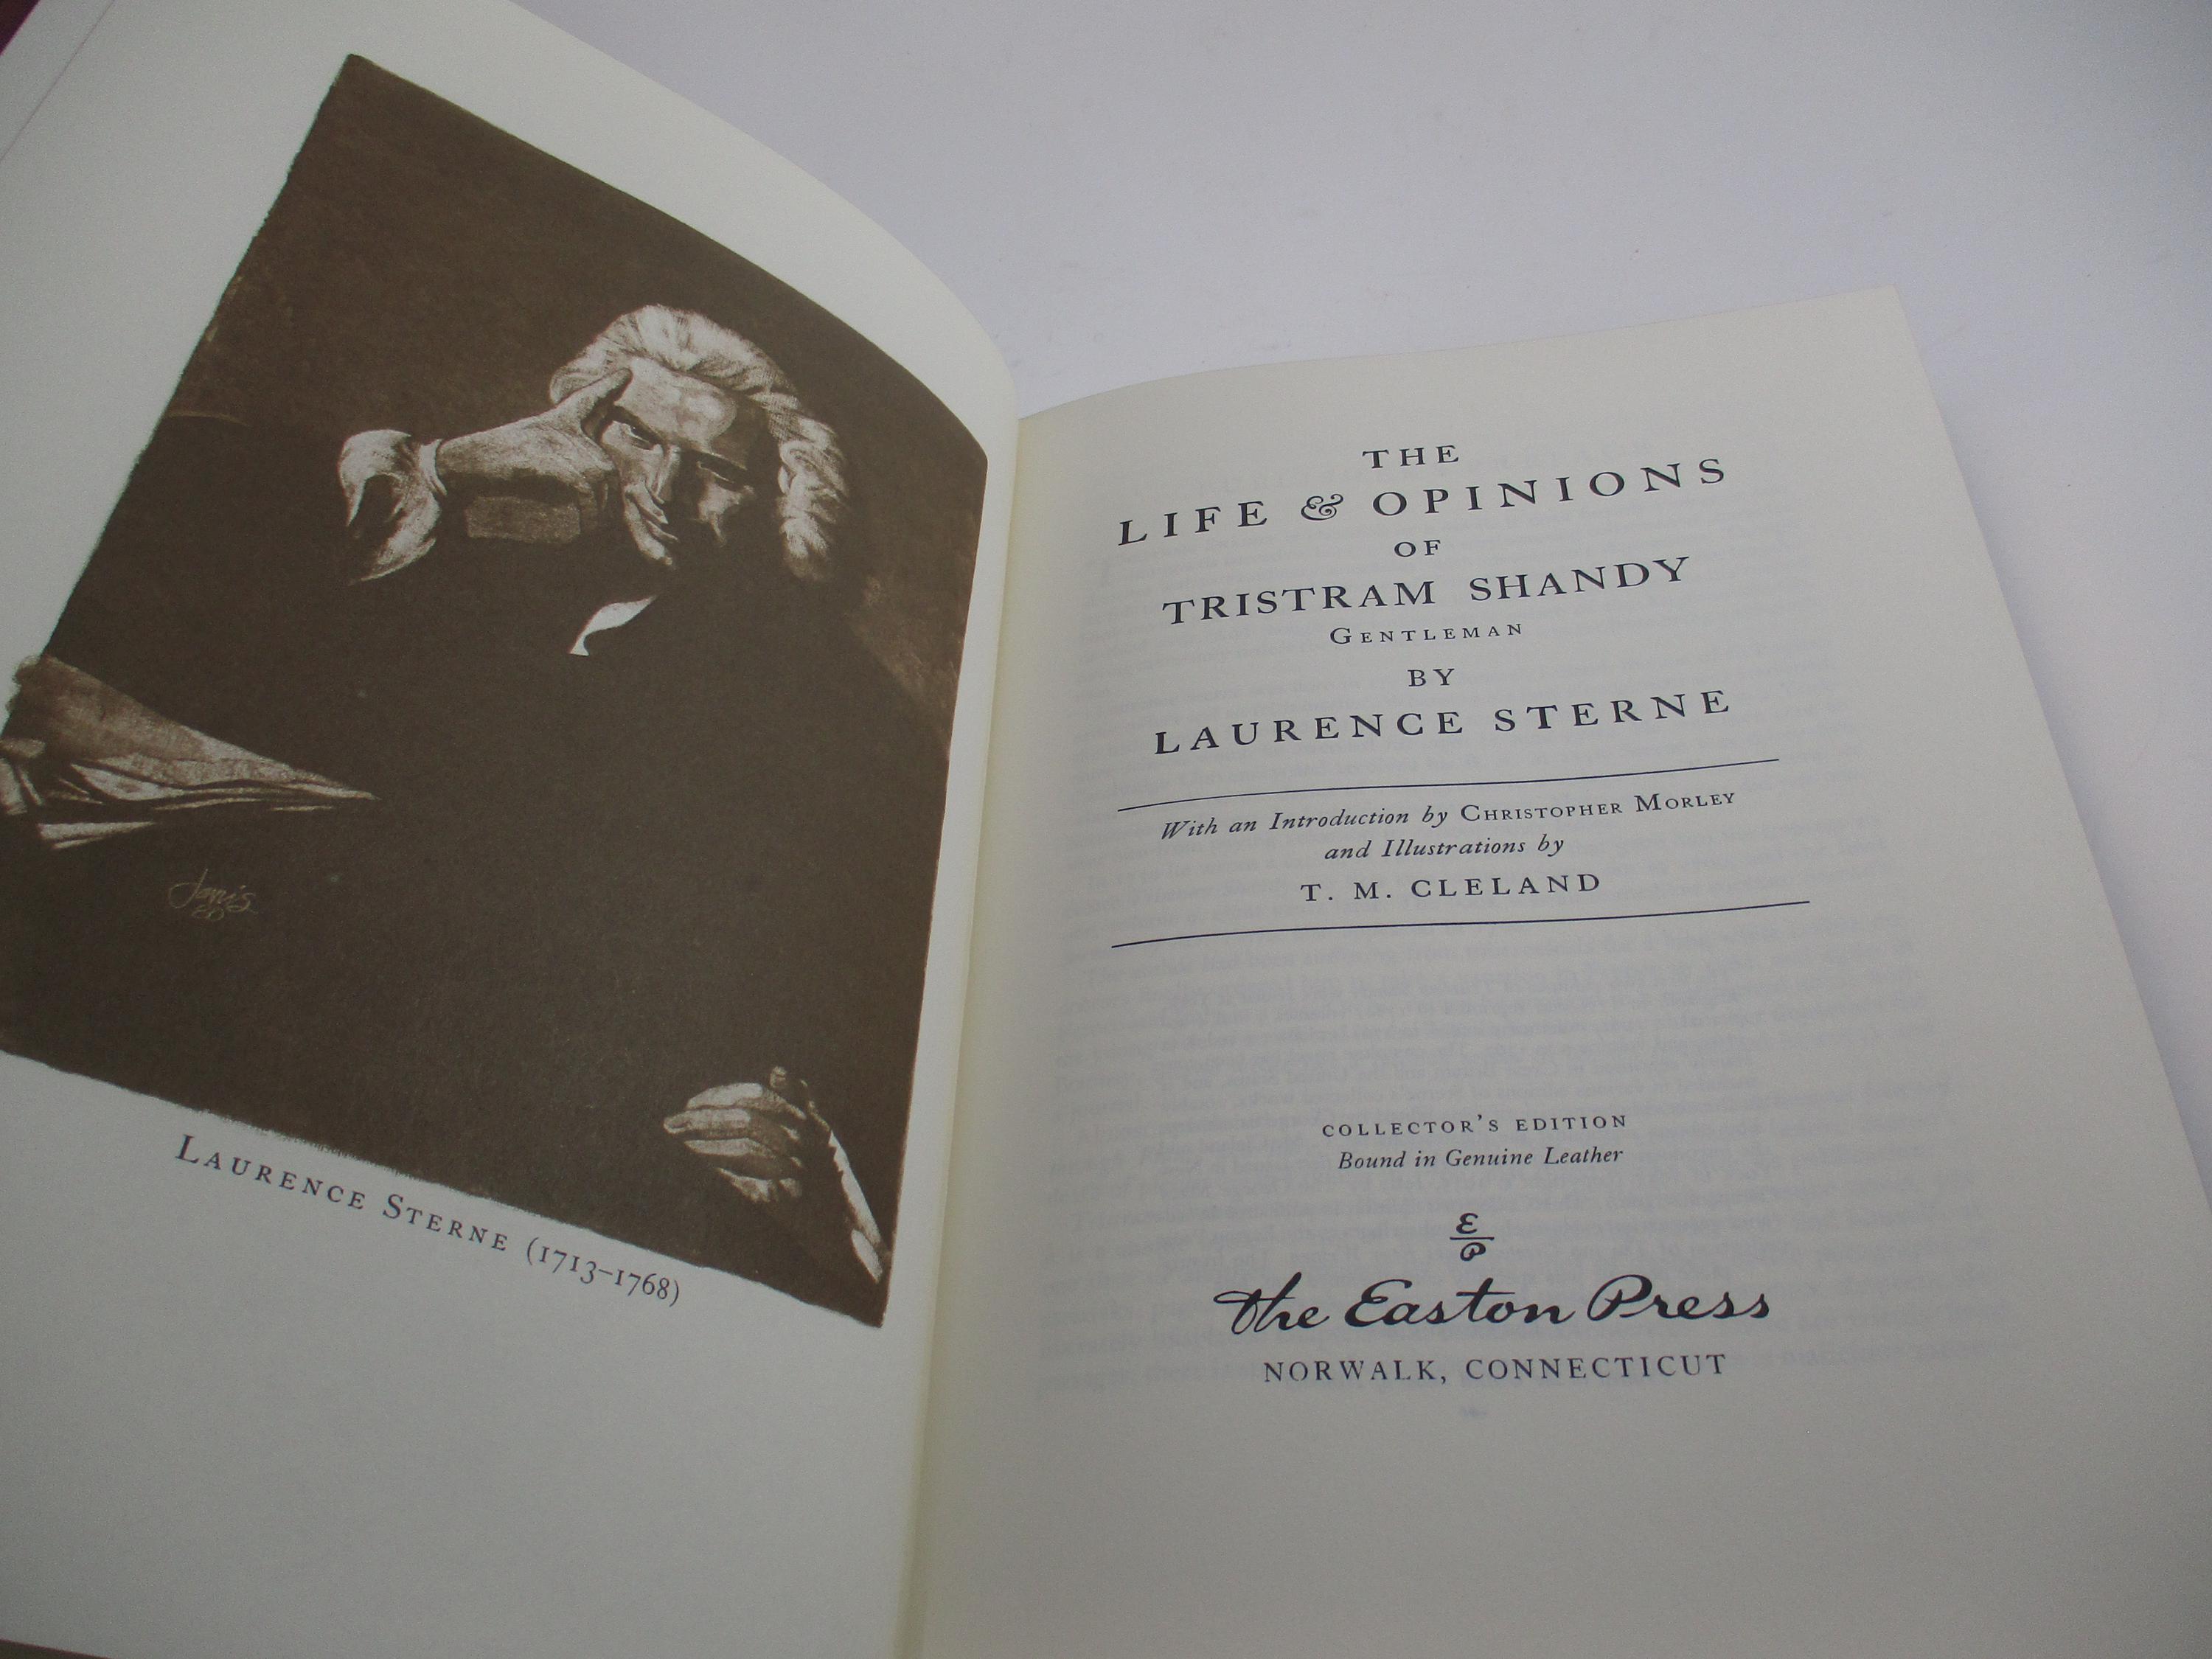 LAURENCE STERNE (1713–1768)
THE
LIFE & OPINIONS
OF
TRISTRAM SHANDY
GENTLEMAN
BY
LAURENCE STERNE
With an Introduction by CHRISTOPHER MORLEY
and Illustrations by
T. M. CLELAND
COLLECTOR'S EDITION
Bound in Genuine Leather
E
P
The Easton Press
NORWALK, CONNECTICUT